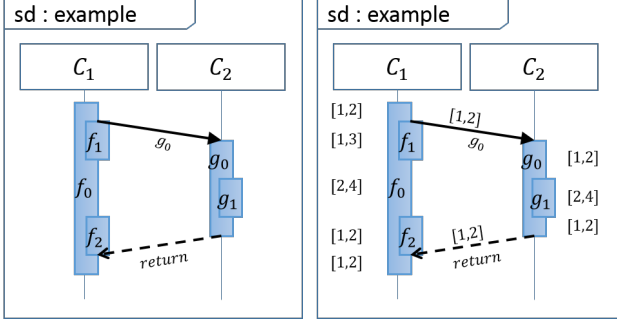 sd : example
C₁
C₂
f₁
g₀
g₀
f₀
g₁
f₂
return
sd : example
C₁
C₂
[1,2]
[1,2]
[1,3]
f₁
g₀
g₀
[1,2]
[2,4]
f₀
g₁
[2,4]
[1,2]
[1,2]
f₂
[1,2]
return
[1,2]